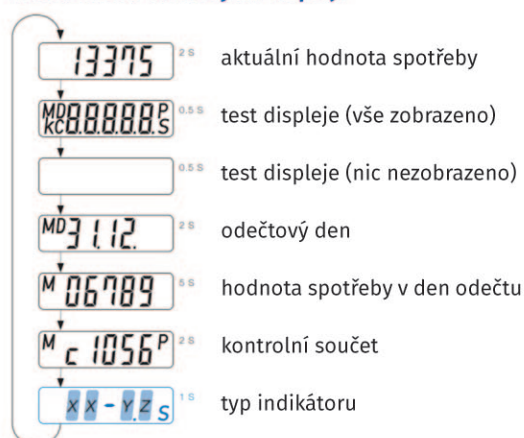 13375 2 S aktuální hodnota spotřeby
MD KC 8.8.8.8.8. P S 0.5 S test displeje (vše zobrazeno)
0.5 S test displeje (nic nezobrazeno)
MD 31.12. 2 S odečtový den
M 06789 5 S hodnota spotřeby v den odečtu
M c 1056 P 2 S kontrolní součet
X X - Y.Z S 1 S typ indikátoru